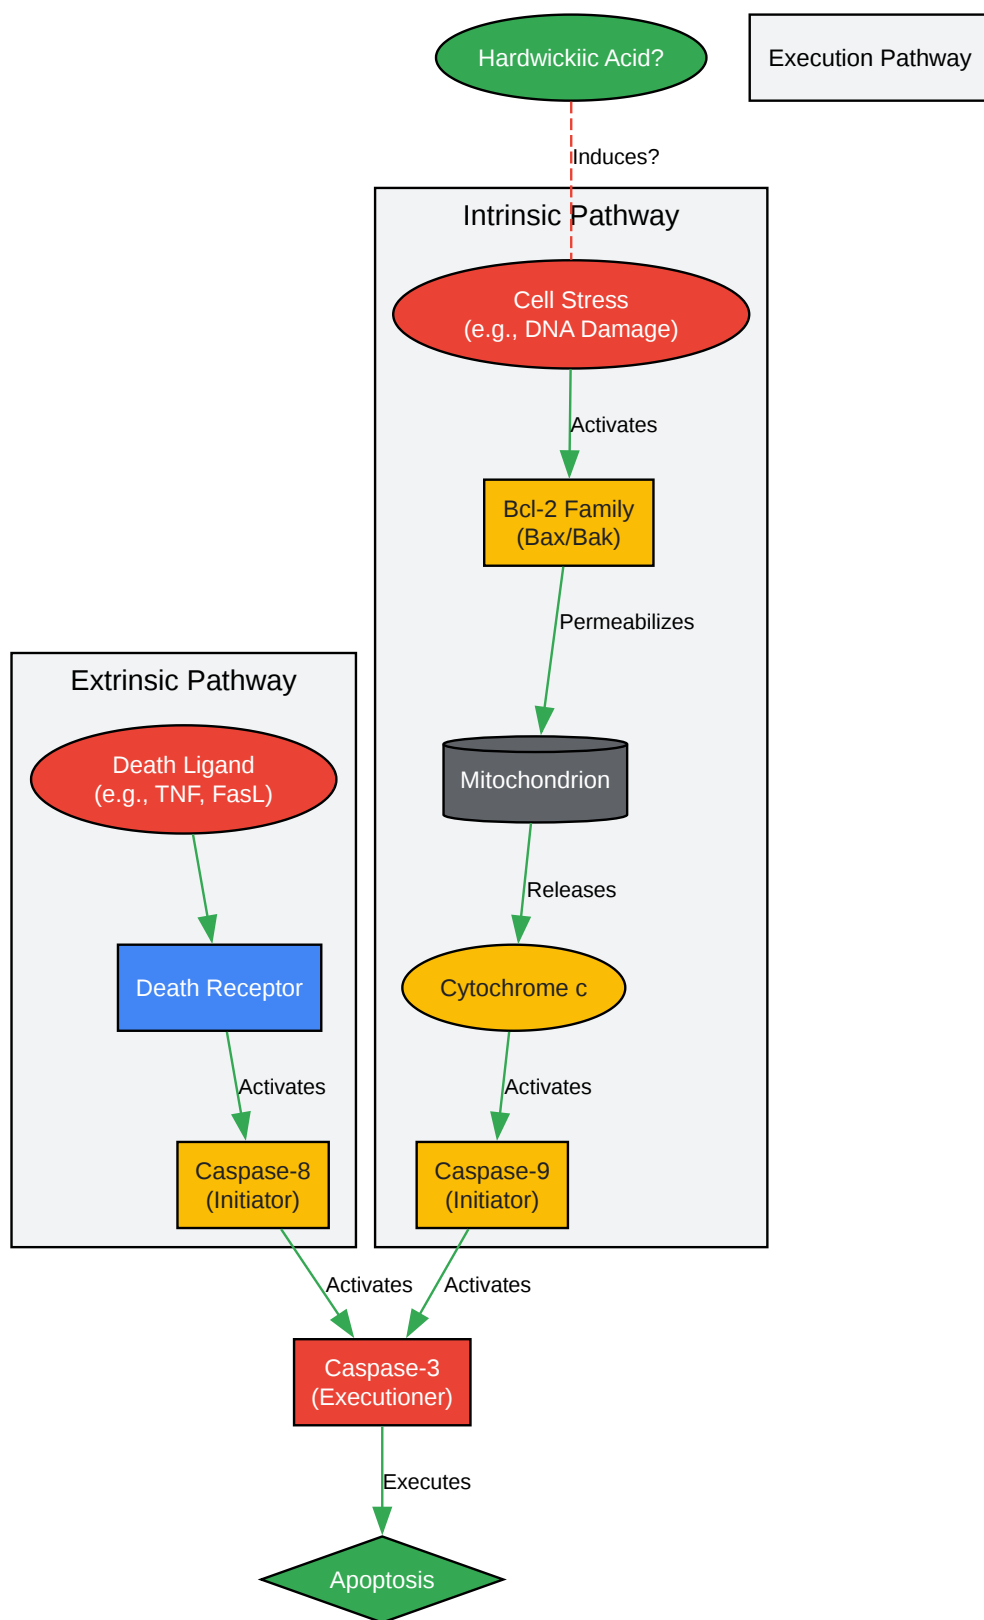 Hardwickiic Acid?
Execution Pathway
Induces?
Intrinsic Pathway
Cell Stress
(e.g., DNA Damage)
Activates
Bcl-2 Family
(Bax/Bak)
Permeabilizes
Extrinsic Pathway
Death Ligand
(e.g., TNF, FasL)
Mitochondrion
Releases
Death Receptor
Cytochrome c
Activates
Activates
Caspase-8
(Initiator)
Caspase-9
(Initiator)
Activates
Activates
Caspase-3
(Executioner)
Executes
Apoptosis